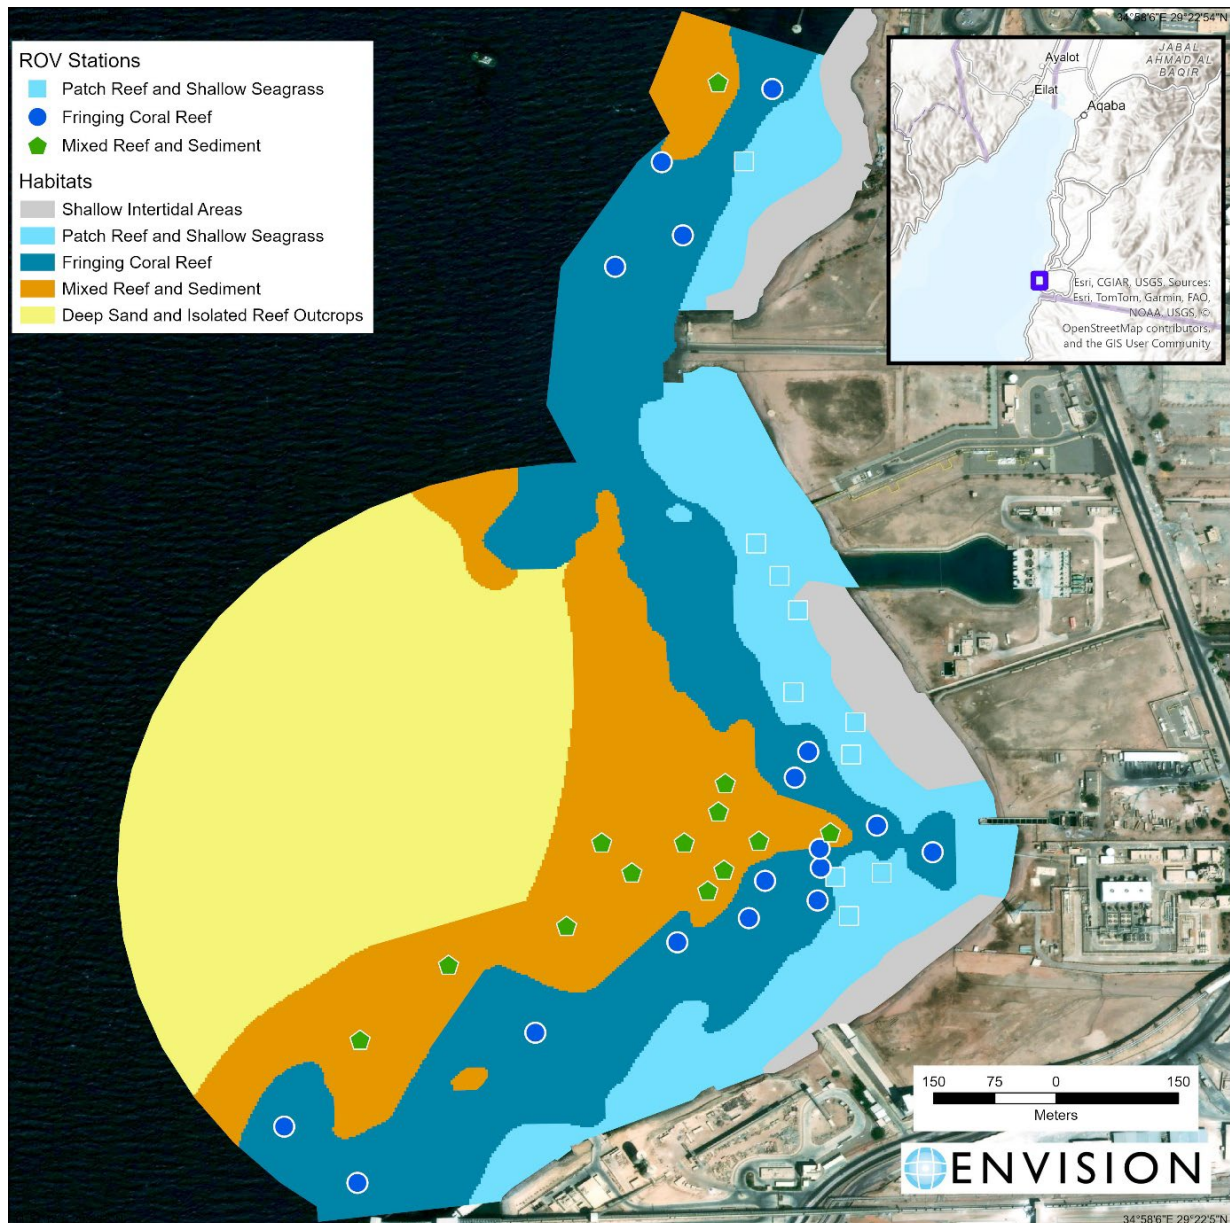 34°58'6"E 29°22'54"N
ROV Stations
Patch Reef and Shallow Seagrass
Fringing Coral Reef
Mixed Reef and Sediment
Habitats
Shallow Intertidal Areas
Patch Reef and Shallow Seagrass
Fringing Coral Reef
Mixed Reef and Sediment
Deep Sand and Isolated Reef Outcrops
JABAL
AHMAD AL
BAQIR
Ayalot
Eilat
Aqaba
Esri, CGIAR, USGS, Sources:
Esri, TomTom, Garmin, FAO,
NOAA, USGS, ©
OpenStreetMap contributors,
and the GIS User Community
150 75 0 150
Meters
ENVISION
34°58'6"E 29°22'5"N